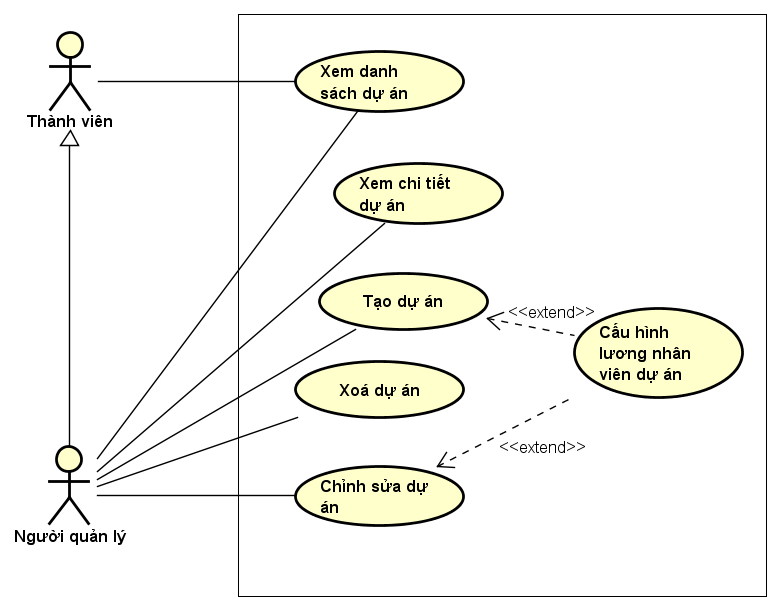 Xem danh
sách dự án
Thành viên
Xem chi tiết
dự án
Tạo dự án
<<extend>>
Cấu hình
lương nhân
viên dự án
Xoá dự án
<<extend>>
Chỉnh sửa dự
án
Người quản lý